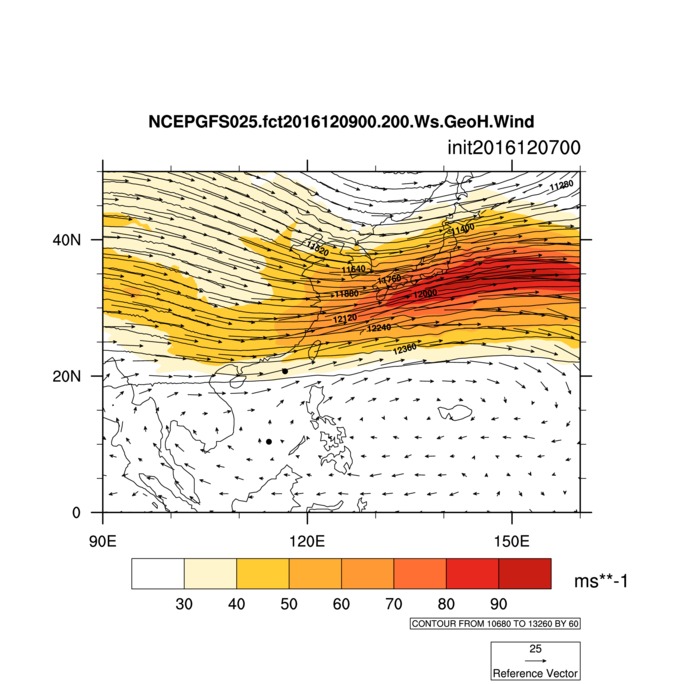 NCEPGFS025.fct2016120900.200.Ws.GeoH.Wind
init2016120700
11280
11400
40N
11520
11640
11760
11880
12000
12120
12240
12360
20N
0
90E 120E 150E
30 40 50 60 70 80 90
ms**-1
CONTOUR FROM 10680 TO 13260 BY 60
25
Reference Vector